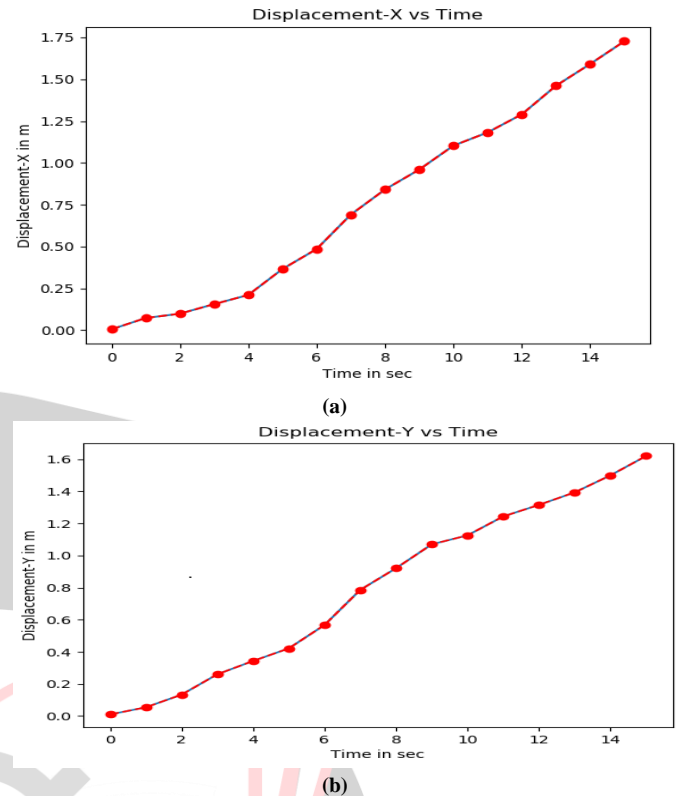 Displacement-X vs Time
1.75
1.50
1.25
1.00
0.75
0.50
0.25
0.00
Displacement-X in m
0 2 4 6 8 10 12 14
Time in sec
(a)
Displacement-Y vs Time
1.6
1.4
1.2
1.0
0.8
0.6
0.4
0.2
0.0
Displacement-Y in m
0 2 4 6 8 10 12 14
Time in sec
(b)